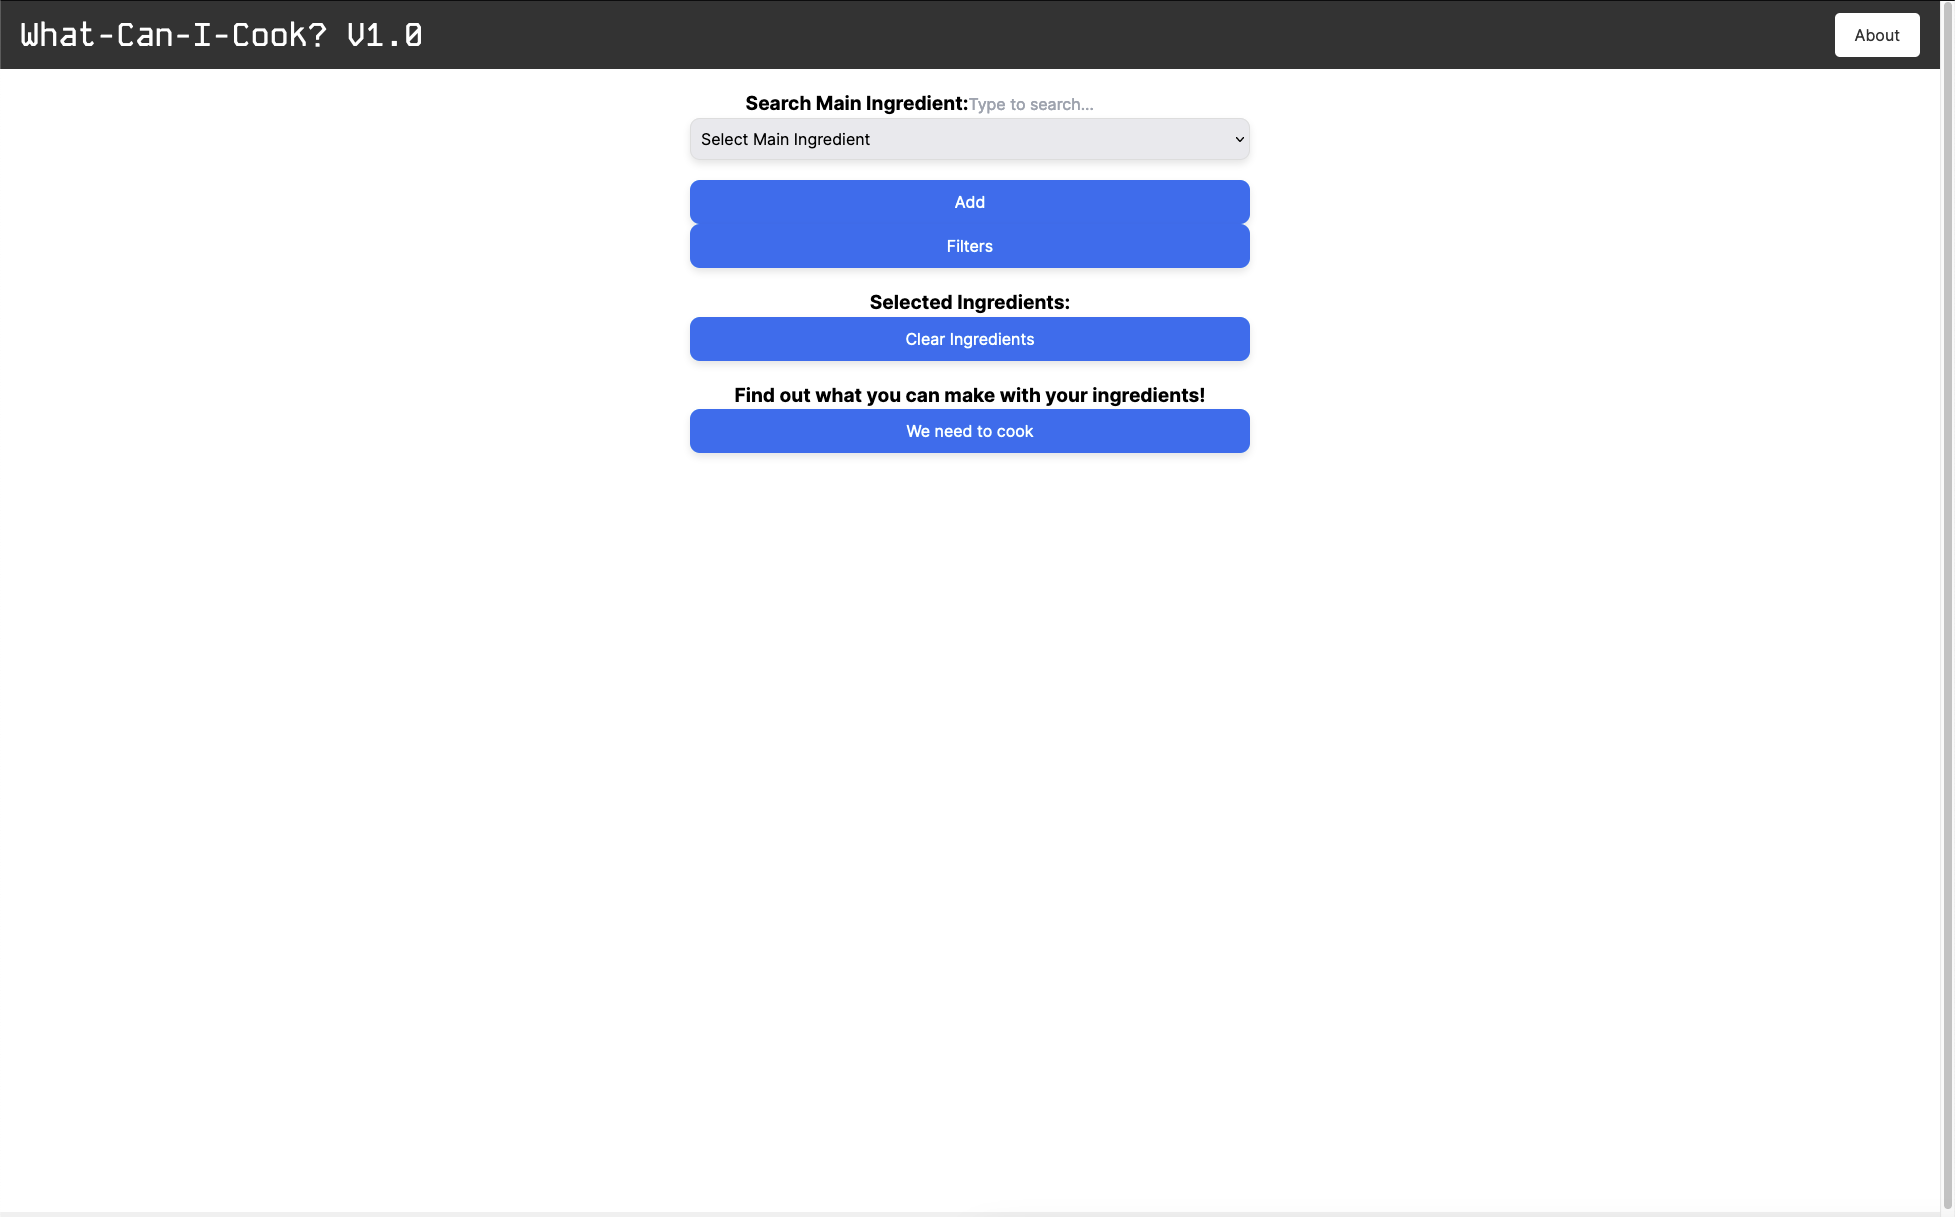 What-Can-I-Cook? V1.0
About
Search Main Ingredient:Type to search...
Select Main Ingredient
Add
Filters
Selected Ingredients:
Clear Ingredients
Find out what you can make with your ingredients!
We need to cook